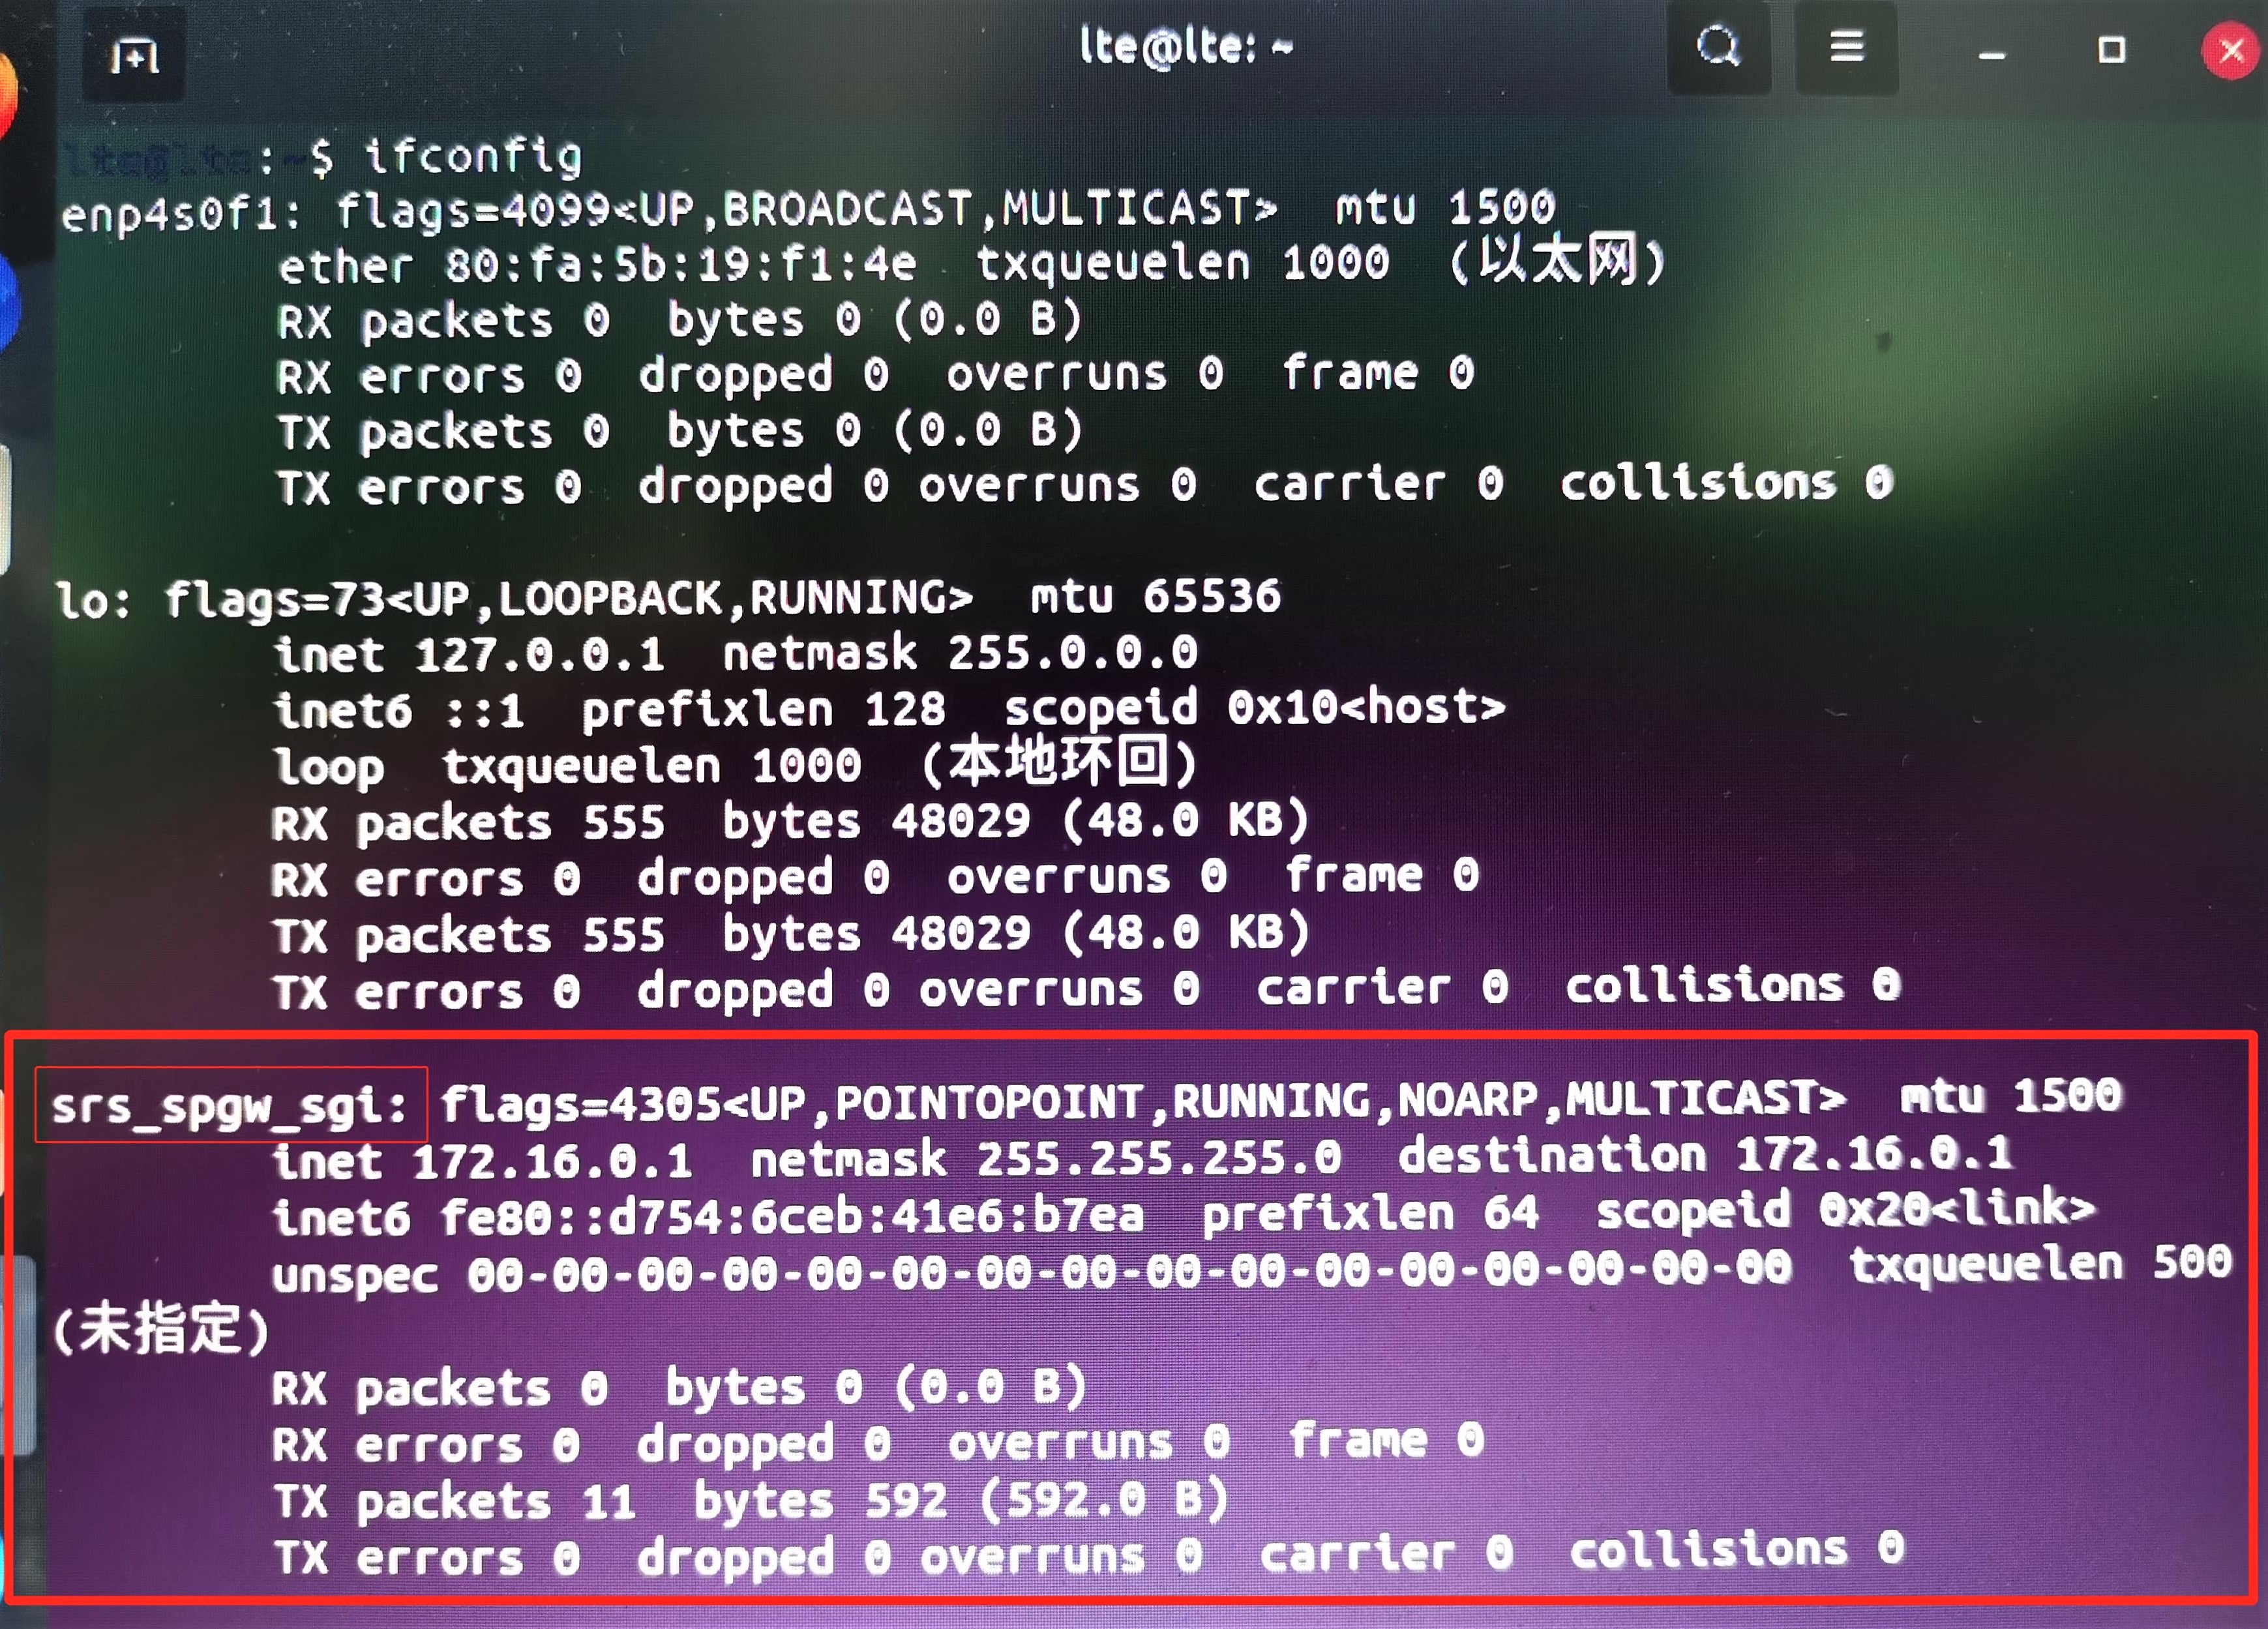 lte@lte: ~
lte@lte:~$ ifconfig
enp4s0f1: flags=4099<UP,BROADCAST,MULTICAST>  mtu 1500
        ether 80:fa:5b:19:f1:4e  txqueuelen 1000  (以太网)
        RX packets 0  bytes 0 (0.0 B)
        RX errors 0  dropped 0  overruns 0  frame 0
        TX packets 0  bytes 0 (0.0 B)
        TX errors 0  dropped 0 overruns 0  carrier 0  collisions 0
lo: flags=73<UP,LOOPBACK,RUNNING>  mtu 65536
        inet 127.0.0.1  netmask 255.0.0.0
        inet6 ::1  prefixlen 128  scopeid 0x10<host>
        loop  txqueuelen 1000  (本地环回)
        RX packets 555  bytes 48029 (48.0 KB)
        RX errors 0  dropped 0  overruns 0  frame 0
        TX packets 555  bytes 48029 (48.0 KB)
        TX errors 0  dropped 0 overruns 0  carrier 0  collisions 0
srs_spgw_sgi: flags=4305<UP,POINTOPOINT,RUNNING,NOARP,MULTICAST>  mtu 1500
        inet 172.16.0.1  netmask 255.255.255.0  destination 172.16.0.1
        inet6 fe80::d754:6ceb:41e6:b7ea  prefixlen 64  scopeid 0x20<link>
        unspec 00-00-00-00-00-00-00-00-00-00-00-00-00-00-00-00  txqueuelen 500
(未指定)
        RX packets 0  bytes 0 (0.0 B)
        RX errors 0  dropped 0  overruns 0  frame 0
        TX packets 11  bytes 592 (592.0 B)
        TX errors 0  dropped 0 overruns 0  carrier 0  collisions 0